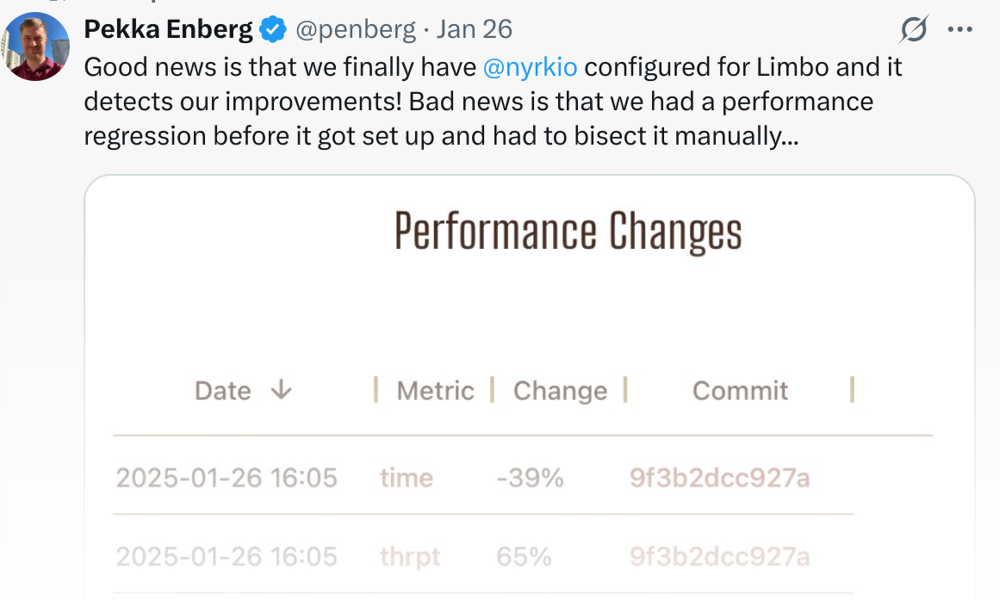 Pekka Enberg @penberg · Jan 26
Good news is that we finally have @nyrkio configured for Limbo and it
detects our improvements! Bad news is that we had a performance
regression before it got set up and had to bisect it manually...
Performance Changes
Date ↓ | Metric | Change | Commit |
2025-01-26 16:05 time -39% 9f3b2dcc927a
2025-01-26 16:05 thrpt 65% 9f3b2dcc927a